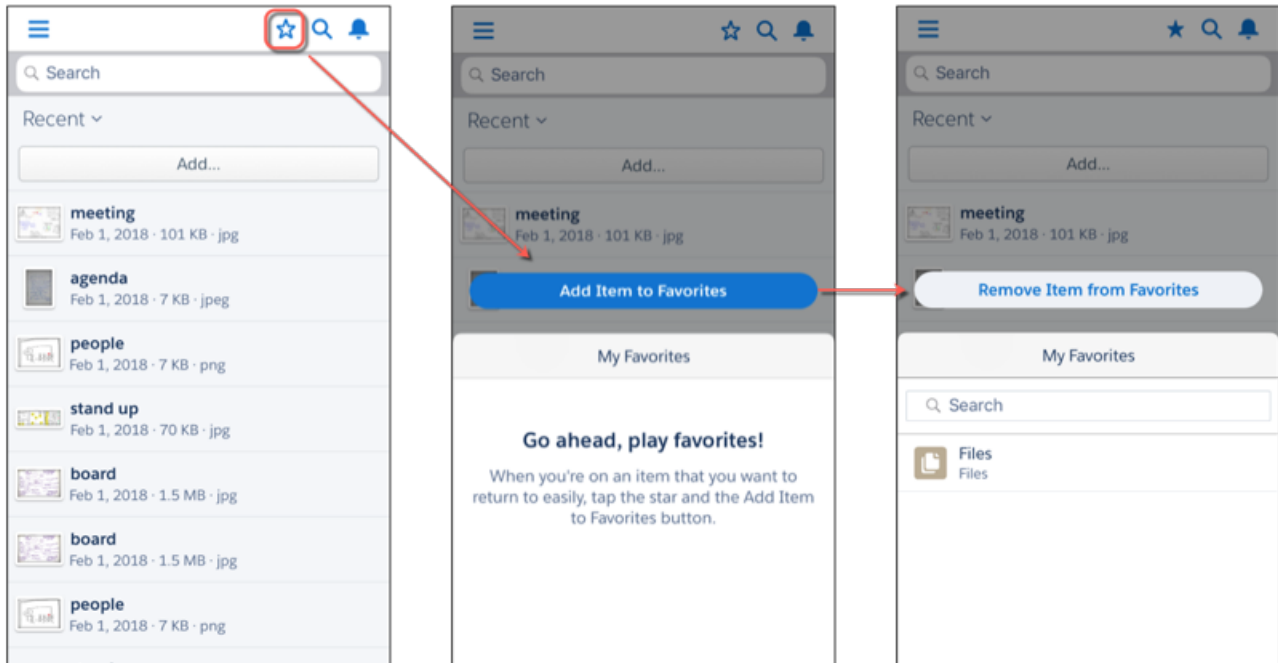 Search
Recent
Add...
meeting
Feb 1, 2018 · 101 KB · jpg
agenda
Feb 1, 2018 · 7 KB · jpeg
people
Feb 1, 2018 · 7 KB · png
stand up
Feb 1, 2018 · 70 KB · jpg
board
Feb 1, 2018 · 1.5 MB · jpg
board
Feb 1, 2018 · 1.5 MB · jpg
people
Feb 1, 2018 · 7 KB · png
Search
Recent
Add...
meeting
Feb 1, 2018 · 101 KB · jpg
Add Item to Favorites
My Favorites
Go ahead, play favorites!
When you're on an item that you want to
return to easily, tap the star and the Add Item
to Favorites button.
Search
Recent
Add...
meeting
Feb 1, 2018 · 101 KB · jpg
Remove Item from Favorites
My Favorites
Search
Files
Files